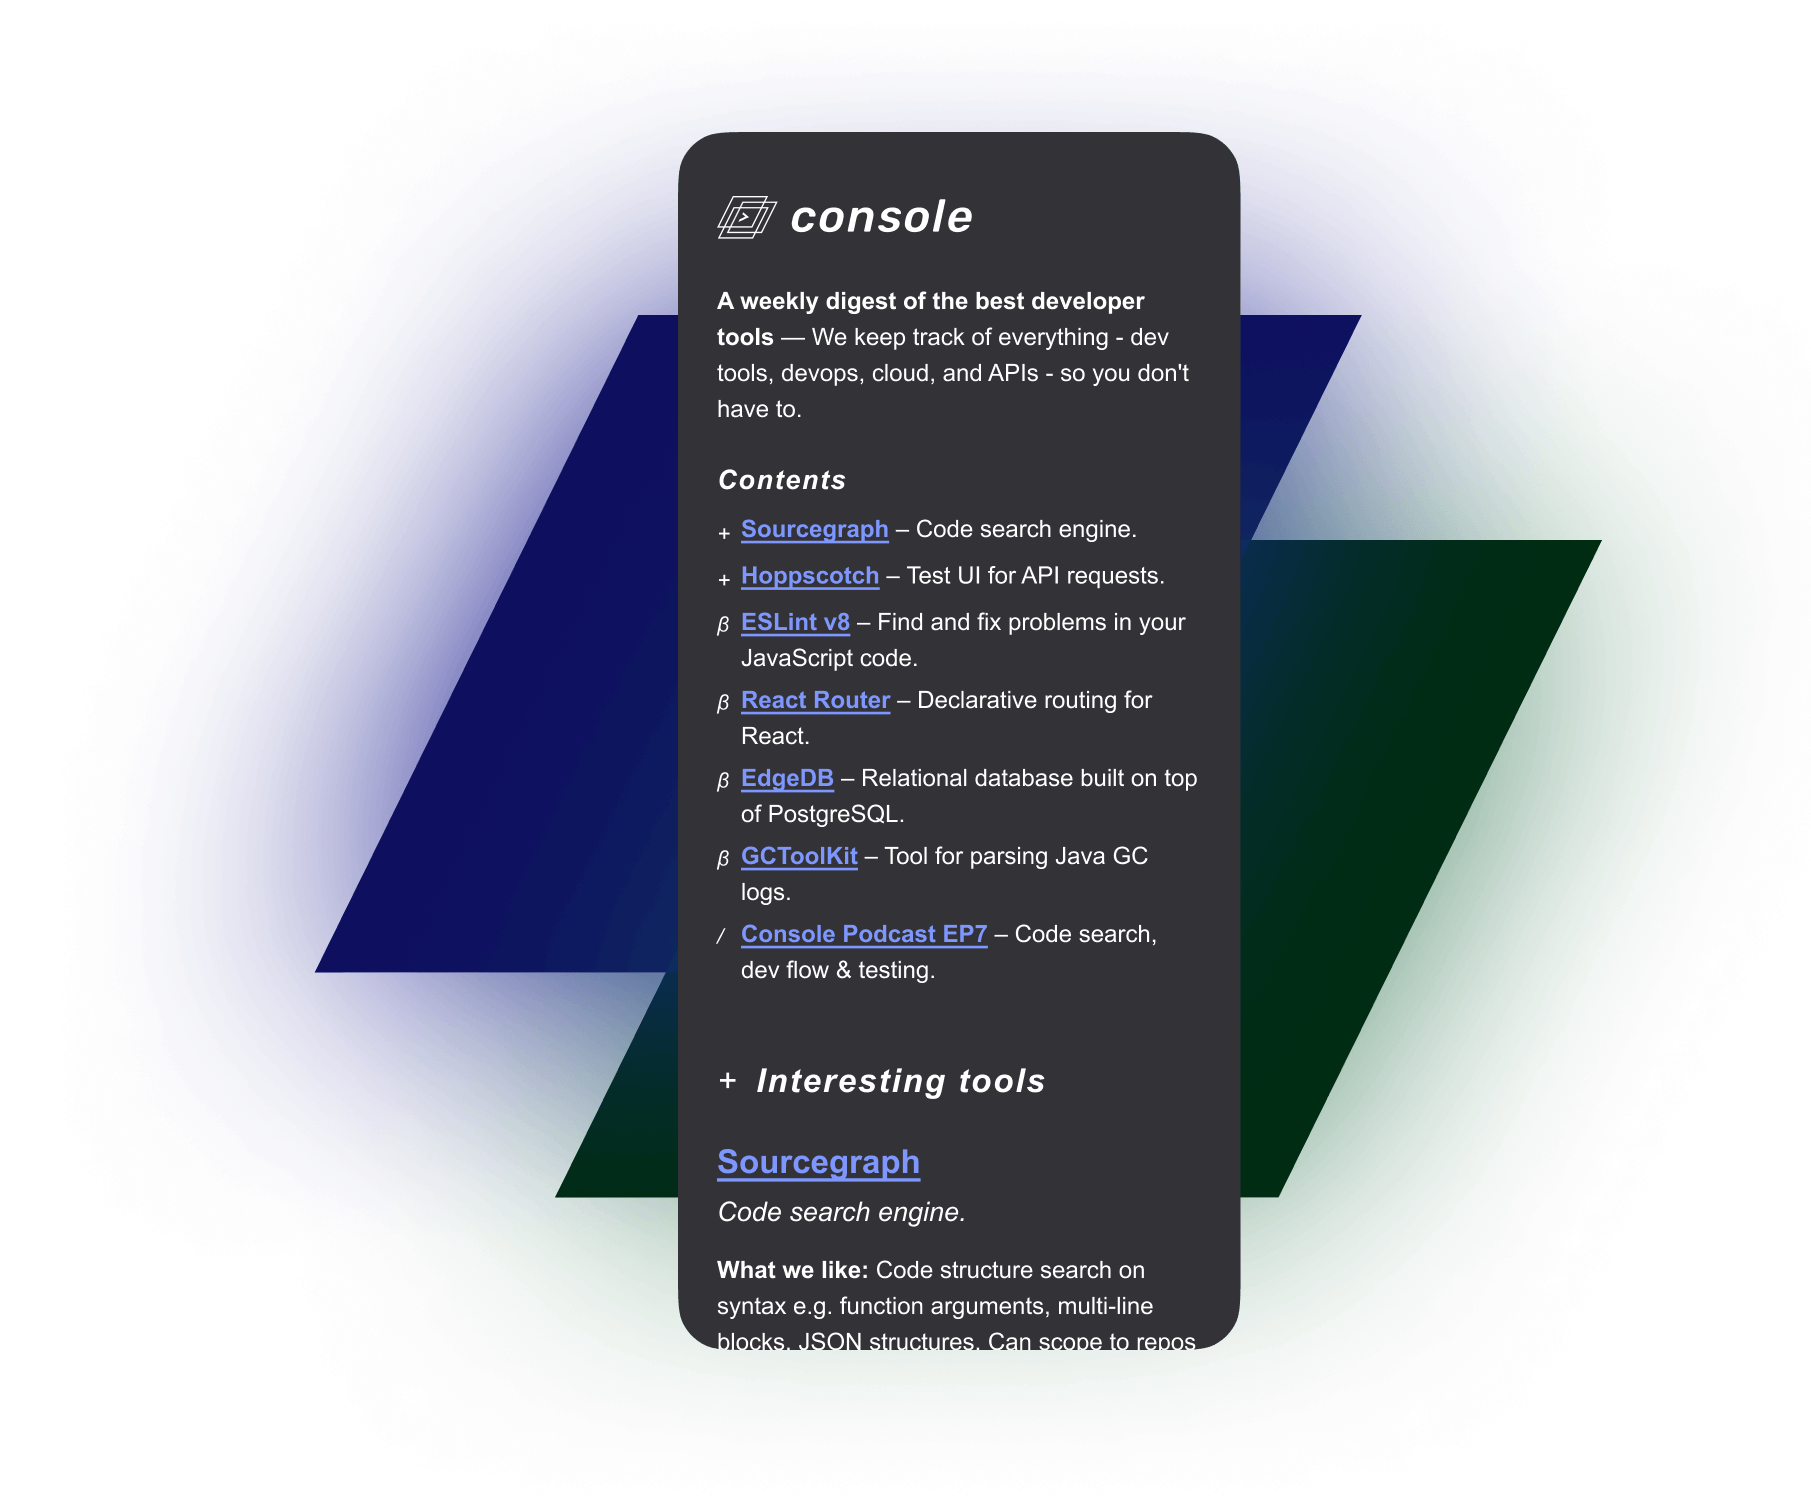 console
A weekly digest of the best developer
tools — We keep track of everything - dev
tools, devops, cloud, and APIs - so you don't
have to.
Contents
+ Sourcegraph – Code search engine.
+ Hoppscotch – Test UI for API requests.
β ESLint v8 – Find and fix problems in your
JavaScript code.
β React Router – Declarative routing for
React.
β EdgeDB – Relational database built on top
of PostgreSQL.
β GCToolKit – Tool for parsing Java GC
logs.
/ Console Podcast EP7 – Code search,
dev flow & testing.
+ Interesting tools
Sourcegraph
Code search engine.
What we like: Code structure search on
syntax e.g. function arguments, multi-line
blocks, JSON structures. Can scope to repos